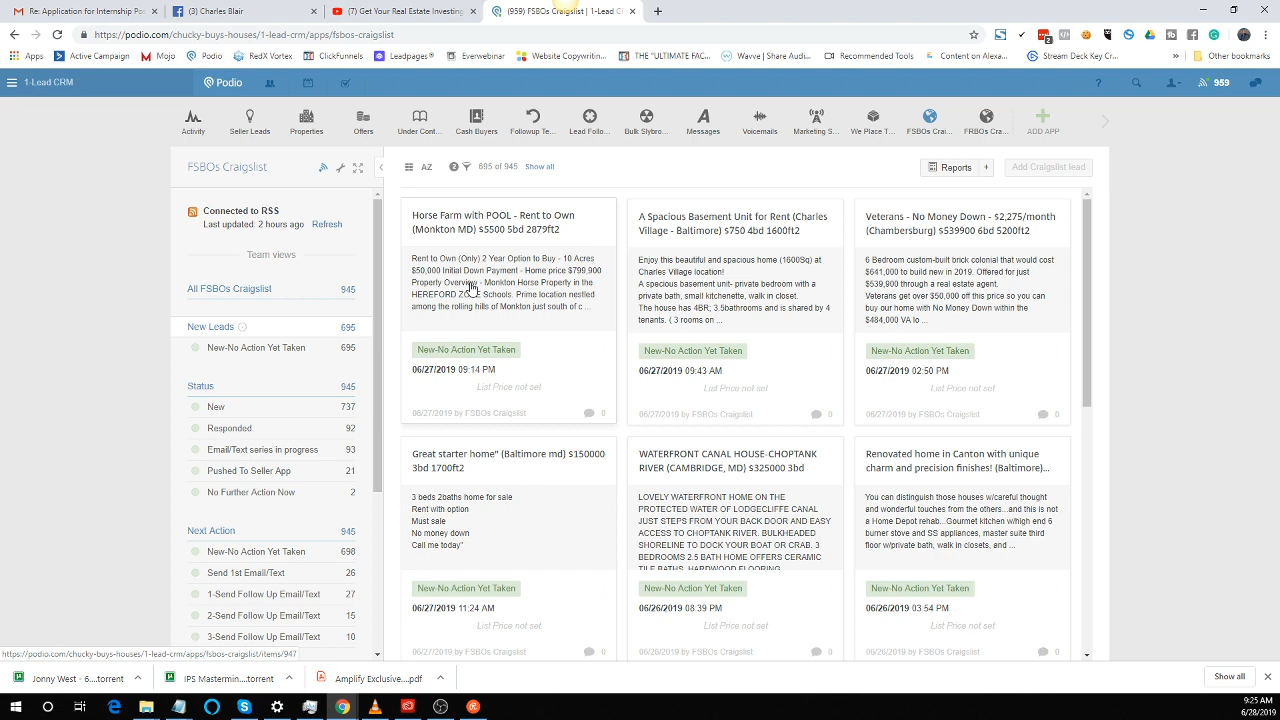 Re: Application for Internship Po
(3) Charles Blair
(7) Get Your Real Estate Investing
(959) FSBOs Craigslist | 1-Lead CR
https://podio.com/chucky-buys-houses/1-lead-crm/apps/fsbos-craigslist
Apps
Active Campaign
Mojo
Podio
RedX Vortex
ClickFunnels
Leadpages®
Everwebinar
Website Copywritin...
THE "ULTIMATE FAC...
Wavve | Share Audi...
Recommended Tools
Content on Alexa...
Stream Deck Key Cr...
Other bookmarks
1-Lead CRM
Podio
959
Activity
Seller Leads
Properties
Offers
Under Cont...
Cash Buyers
Followup Te...
Lead Follo...
Bulk Slybro...
Messages
Voicemails
Marketing S...
We Place T...
FSBOs Crai...
FRBOs Cra...
ADD APP
FSBOs Craigslist
AZ
2
695 of 945
Show all
Reports
+
Add Craigslist lead
Connected to RSS
Last updated: 2 hours ago
Refresh
Team views
All FSBOs Craigslist 945
New Leads 695
New-No Action Yet Taken 695
Status 945
New 737
Responded 92
Email/Text series in progress 93
Pushed To Seller App 21
No Further Action Now 2
Next Action 945
New-No Action Yet Taken 698
Send 1st Email/Text 26
1-Send Follow Up Email/Text 27
2-Send Follow Up Email/Text 15
3-Send Follow Up Email/Text 10
Horse Farm with POOL - Rent to Own
(Monkton MD) $5500 5bd 2879ft2
Rent to Own (Only) 2 Year Option to Buy - 10 Acres
$50,000 Initial Down Payment - Home price $799,900
Property Overview - Monkton Horse Property in the
HEREFORD Schools. Prime location nestled
among the rolling hills of Monkton just south of c ...
New-No Action Yet Taken
06/27/2019 09:14 PM
List Price not set
06/27/2019 by FSBOs Craigslist
0
A Spacious Basement Unit for Rent (Charles
Village - Baltimore) $750 4bd 1600ft2
Enjoy this beautiful and spacious home (1600Sq) at
Charles Village location!
A spacious basement unit- private bedroom with a
private bath, small kitchenette, walk in closet.
The house has 4BR; 3.5bathrooms and is shared by 4
tenants. ( 3 rooms on ...
New-No Action Yet Taken
06/27/2019 09:43 AM
List Price not set
06/27/2019 by FSBOs Craigslist
0
Veterans - No Money Down - $2,275/month
(Chambersburg) $539900 6bd 5200ft2
6 Bedroom custom-built brick colonial that would cost
$641,000 to build new in 2019. Offered for just
$539,900 through a real estate agent.
Veterans get over $50,000 off this price so you can
buy our home with No Money Down within the
$484,000 VA lo ...
New-No Action Yet Taken
06/27/2019 02:50 PM
List Price not set
06/27/2019 by FSBOs Craigslist
0
Great starter home" (Baltimore md) $150000
3bd 1700ft2
3 beds 2baths home for sale
Rent with option
Must sale
No money down
Call me today"
New-No Action Yet Taken
06/27/2019 11:24 AM
List Price not set
06/27/2019 by FSBOs Craigslist
0
WATERFRONT CANAL HOUSE-CHOPTANK
RIVER (CAMBRIDGE, MD) $325000 3bd
LOVELY WATERFRONT HOME ON THE
PROTECTED WATER OF LODGECLIFFE CANAL
JUST STEPS FROM YOUR BACK DOOR AND EASY
ACCESS TO CHOPTANK RIVER. BULKHEADED
SHORELINE TO DOCK YOUR BOAT OR CRAB. 3
BEDROOMS 2.5 BATH HOME OFFERS CERAMIC
TILE BATHS, HARDWOOD FLOORING
New-No Action Yet Taken
06/26/2019 08:39 PM
List Price not set
06/26/2019 by FSBOs Craigslist
0
Renovated home in Canton with unique
charm and precision finishes! (Baltimore)...
You can distinguish those houses w/careful thought
and wonderful touches from the others...and this is not
a Home Depot rehab...Gourmet kitchen w/high end 6
burner stove and SS appliances, master suite third
floor w/private bath, walk in closets, and ...
New-No Action Yet Taken
06/26/2019 03:54 PM
List Price not set
06/26/2019 by FSBOs Craigslist
0
https://podio.com/chucky-buys-houses/1-lead-crm/apps/fsbos-craigslist/items/947
Jonny West - 6....torrent
IPS Mastermin....torrent
Amplify Exclusive....pdf
Show all
9:25 AM
6/28/2019